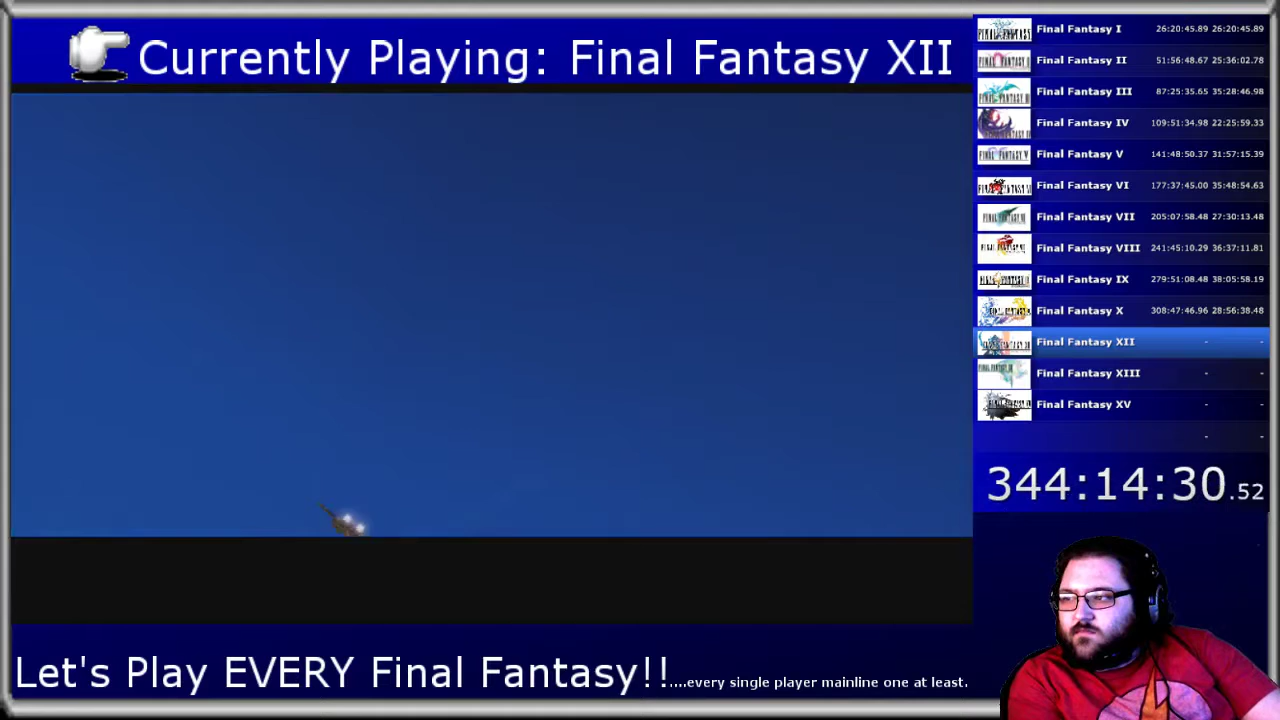 Currently Playing: Final Fantasy XII
Final Fantasy I 26:20:45.89 26:20:45.89
Final Fantasy II 51:56:48.67 25:36:02.78
Final Fantasy III 87:25:35.65 35:28:46.98
Final Fantasy IV 109:51:34.98 22:25:59.33
Final Fantasy V 141:48:50.37 31:57:15.39
Final Fantasy VI 177:37:45.00 35:48:54.63
Final Fantasy VII 205:07:58.48 27:30:13.48
Final Fantasy VIII 241:45:10.29 36:37:11.81
Final Fantasy IX 279:51:08.48 38:05:58.19
Final Fantasy X 308:47:46.96 28:56:38.48
Final Fantasy XII - -
Final Fantasy XIII - -
Final Fantasy XV - -
- -
344:14:30.52
Let's Play EVERY Final Fantasy!!....every single player mainline one at least.